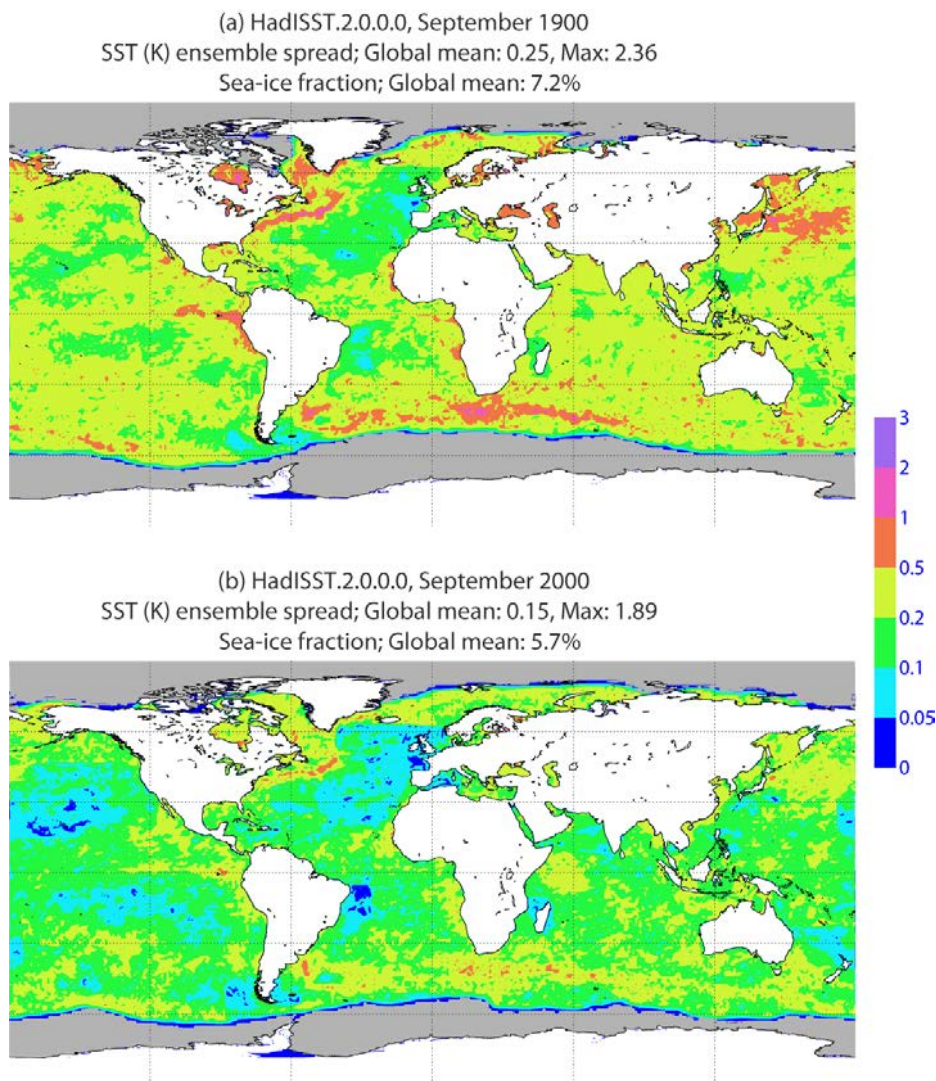 (a) HadISST.2.0.0.0, September 1900
SST (K) ensemble spread; Global mean: 0.25, Max: 2.36
Sea-ice fraction; Global mean: 7.2%
3
2
1
0.5
0.2
0.1
0.05
0
(b) HadISST.2.0.0.0, September 2000
SST (K) ensemble spread; Global mean: 0.15, Max: 1.89
Sea-ice fraction; Global mean: 5.7%